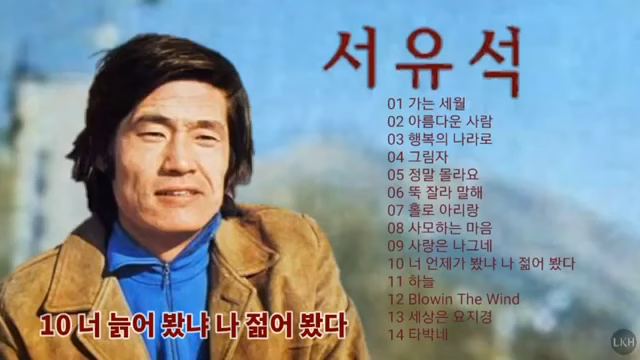 서유석
01 가는 세월
02 아름다운 사람
03 행복의 나라로
04 그림자
05 정말 몰라요
06 뚝 잘라 말해
07 홀로 아리랑
08 사모하는 마음
09 사랑은 나그네
10 너 언제가 봤냐 나 젊어 봤다
11 하늘
12 Blowin The Wind
13 세상은 요지경
14 타박네
10 너 늙어 봤냐 나 젊어 봤다
LKH